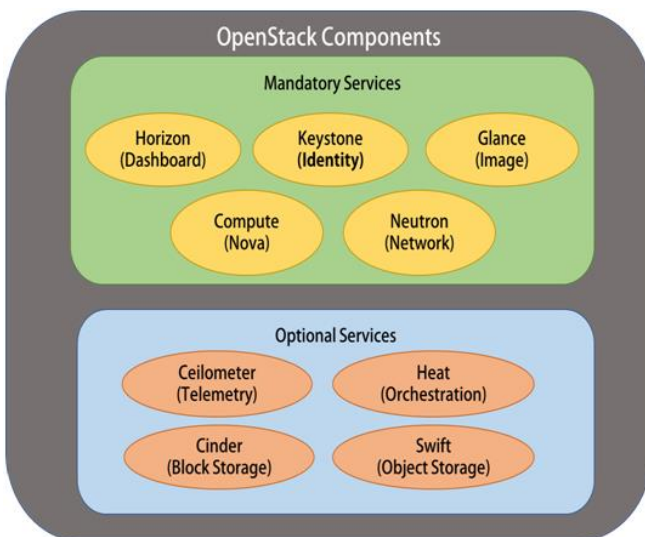 OpenStack Components
Mandatory Services
Horizon
(Dashboard)
Keystone
(Identity)
Glance
(Image)
Compute
(Nova)
Neutron
(Network)
Optional Services
Ceilometer
(Telemetry)
Heat
(Orchestration)
Cinder
(Block Storage)
Swift
(Object Storage)